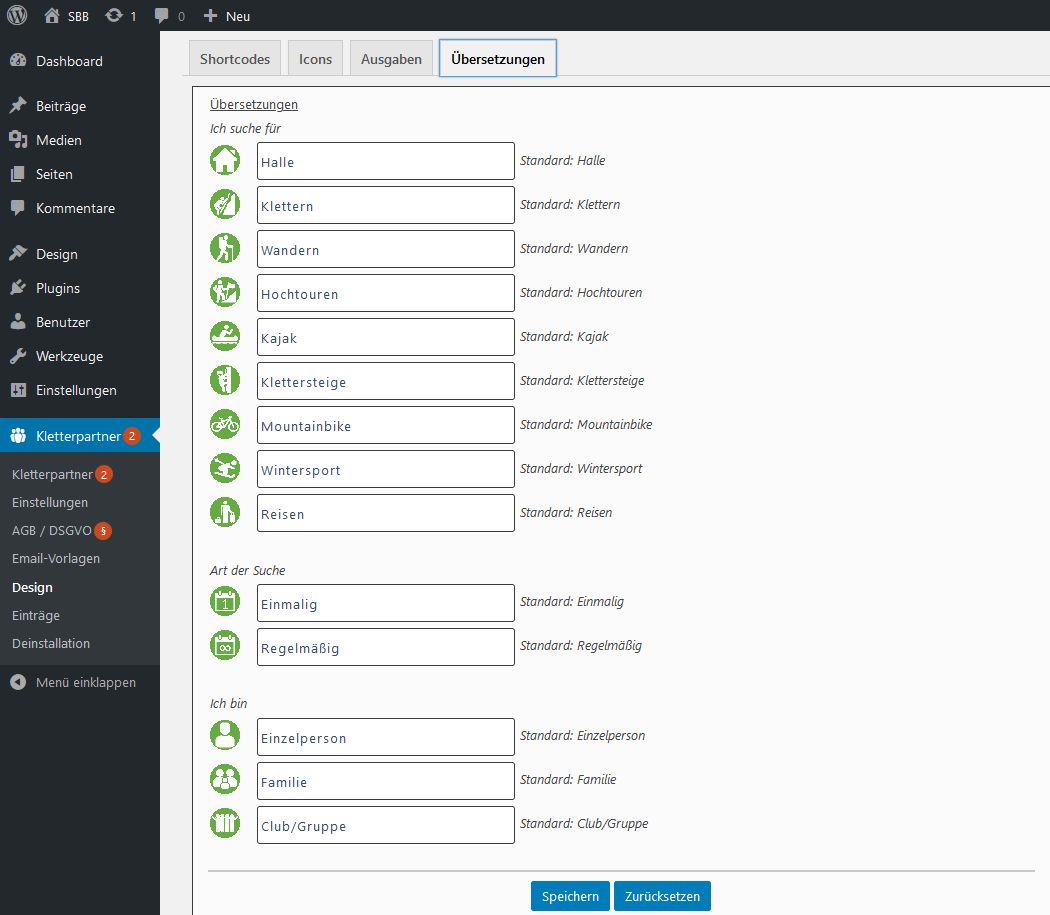 SBB 1 0 Neu
Dashboard
Beiträge
Medien
Seiten
Kommentare
Design
Plugins
Benutzer
Werkzeuge
Einstellungen
Kletterpartner 2
Kletterpartner 2
Einstellungen
AGB / DSGVO §
Email-Vorlagen
Design
Einträge
Deinstallation
Menü einklappen
Shortcodes Icons Ausgaben Übersetzungen
Übersetzungen
Ich suche für
Halle Standard: Halle
Klettern Standard: Klettern
Wandern Standard: Wandern
Hochtouren Standard: Hochtouren
Kajak Standard: Kajak
Klettersteige Standard: Klettersteige
Mountainbike Standard: Mountainbike
Wintersport Standard: Wintersport
Reisen Standard: Reisen
Art der Suche
1 Einmalig Standard: Einmalig
∞ Regelmäßig Standard: Regelmäßig
Ich bin
Einzelperson Standard: Einzelperson
Familie Standard: Familie
Club/Gruppe Standard: Club/Gruppe
Speichern Zurücksetzen